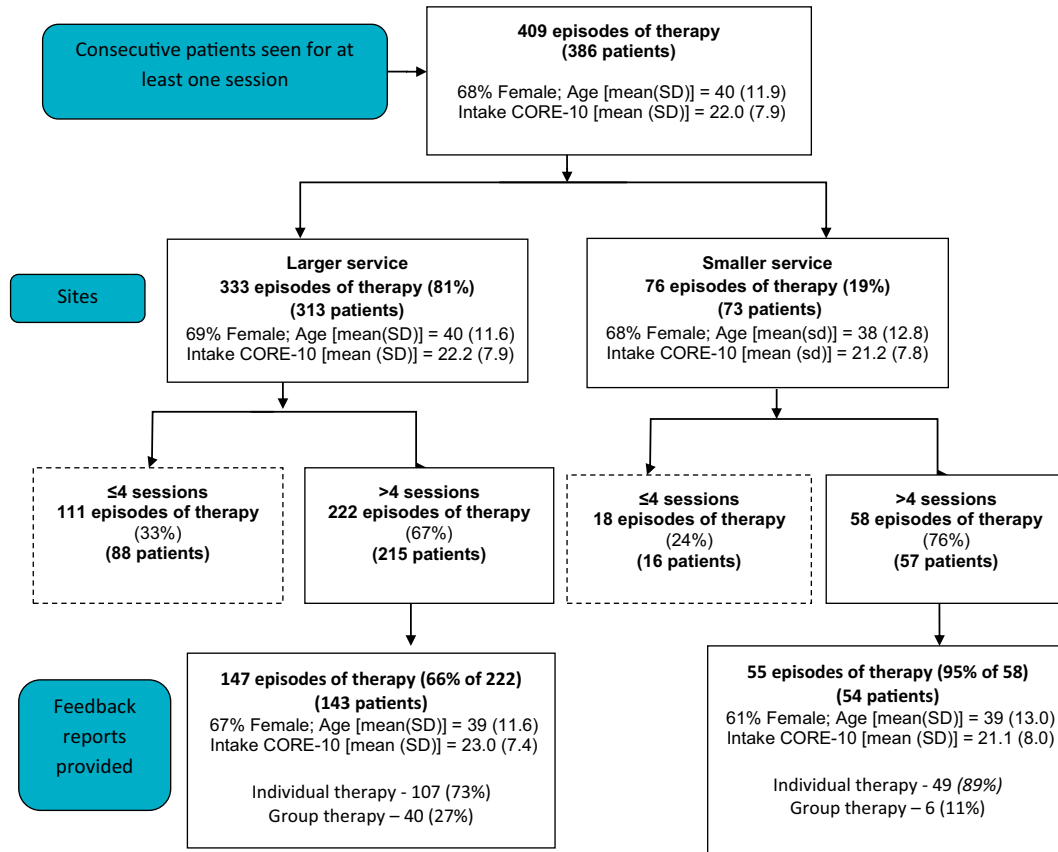 Consecutive patients seen for at
least one session
409 episodes of therapy
(386 patients)
68% Female; Age [mean(SD)] = 40 (11.9)
Intake CORE-10 [mean (SD)] = 22.0 (7.9)
Sites
Larger service
333 episodes of therapy (81%)
(313 patients)
69% Female; Age [mean(SD)] = 40 (11.6)
Intake CORE-10 [mean (SD)] = 22.2 (7.9)
Smaller service
76 episodes of therapy (19%)
(73 patients)
68% Female; Age [mean(sd)] = 38 (12.8)
Intake CORE-10 [mean (sd)] = 21.2 (7.8)
≤4 sessions
111 episodes of therapy
(33%)
(88 patients)
>4 sessions
222 episodes of therapy
(67%)
(215 patients)
≤4 sessions
18 episodes of therapy
(24%)
(16 patients)
>4 sessions
58 episodes of therapy
(76%)
(57 patients)
Feedback
reports
provided
147 episodes of therapy (66% of 222)
(143 patients)
67% Female; Age [mean(SD)] = 39 (11.6)
Intake CORE-10 [mean (SD)] = 23.0 (7.4)
Individual therapy - 107 (73%)
Group therapy – 40 (27%)
55 episodes of therapy (95% of 58)
(54 patients)
61% Female; Age [mean(SD)] = 39 (13.0)
Intake CORE-10 [mean (SD)] = 21.1 (8.0)
Individual therapy - 49 (89%)
Group therapy – 6 (11%)